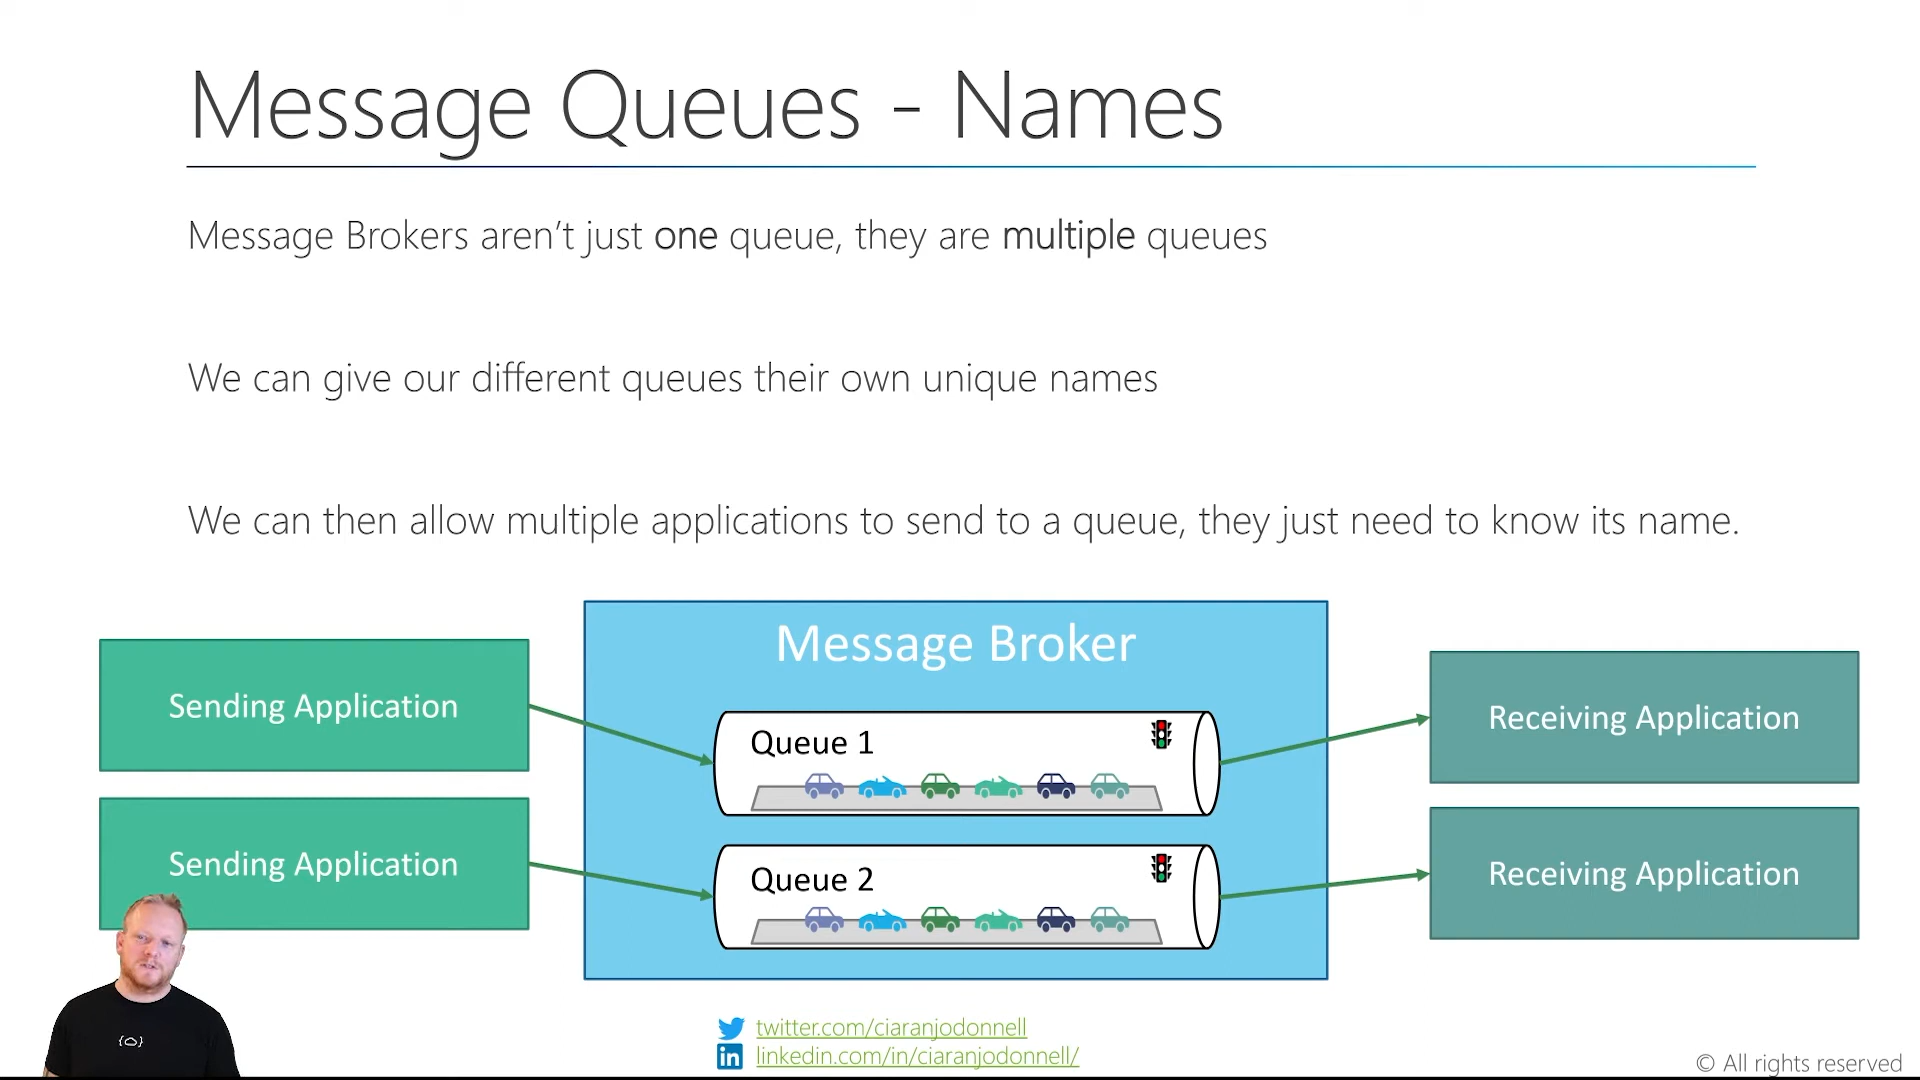 Message Queues - Names
Message Brokers aren't just one queue, they are multiple queues
We can give our different queues their own unique names
We can then allow multiple applications to send to a queue, they just need to know its name.
Message Broker
Sending Application
Queue 1
Receiving Application
Sending Application
Queue 2
Receiving Application
twitter.com/ciaranjodonnell
in linkedin.com/in/ciaranjodonnell/
© All rights reserved